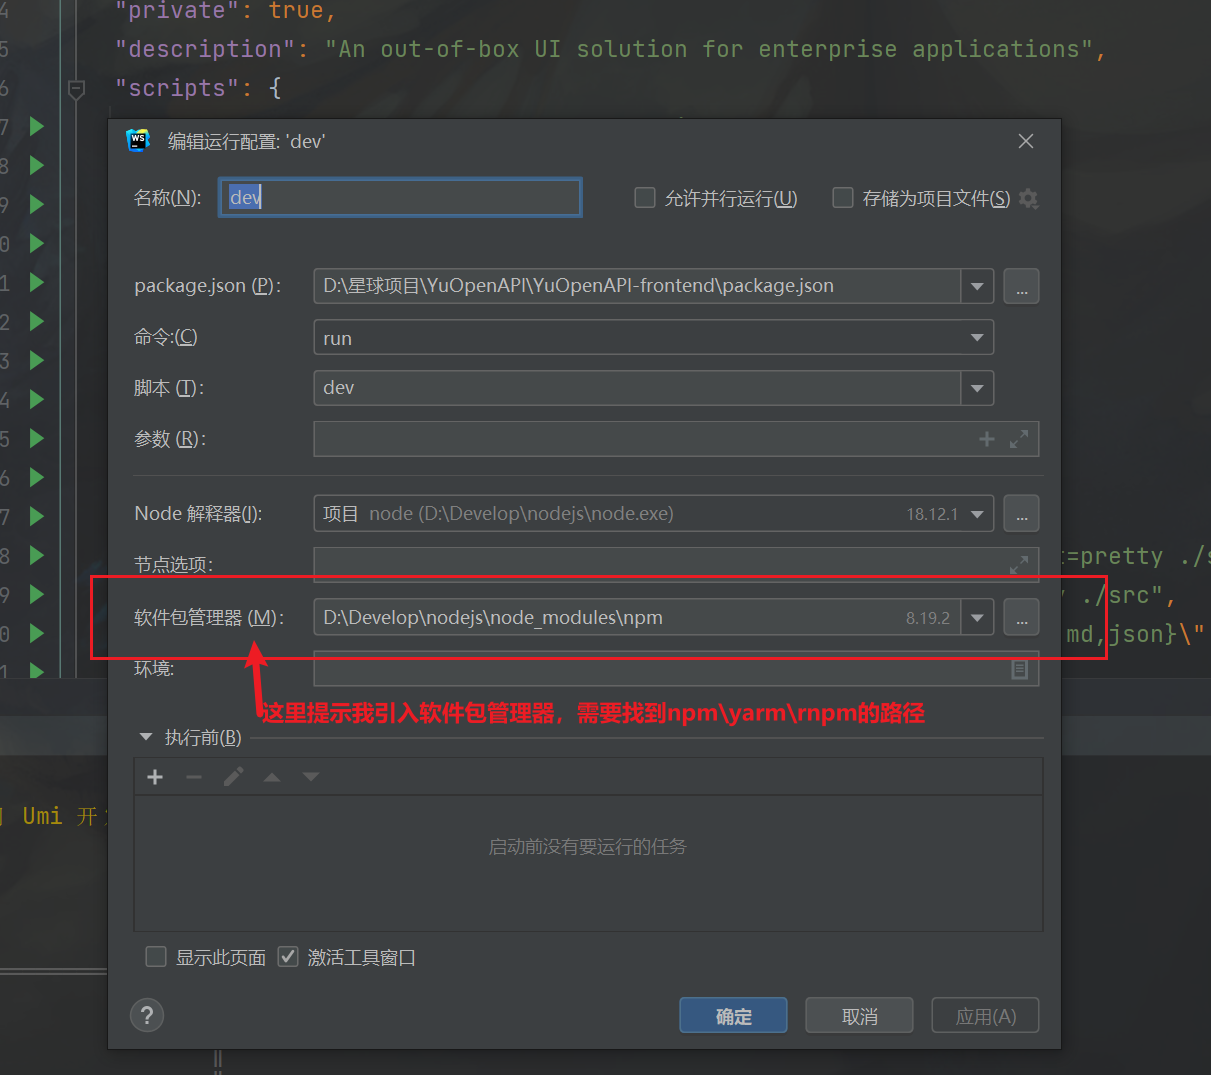 "private": true,
"description": "An out-of-box UI solution for enterprise applications",
"scripts": {
WS
编辑运行配置: 'dev'
名称(N):
dev
允许并行运行(U)
存储为项目文件(S)
package.json (P):
D:\星球项目\YuOpenAPI\YuOpenAPI-frontend\package.json
...
命令:(C)
run
脚本 (T):
dev
参数 (R):
Node 解释器(I):
项目 node (D:\Develop\nodejs\node.exe)
18.12.1
...
节点选项:
t=pretty ./s
./src",
软件包管理器 (M):
D:\Develop\nodejs\node_modules\npm
8.19.2
...
md,json}\"
环境:
这里提示我引入软件包管理器，需要找到npm\yarm\rnpm的路径
执行前(B)
Umi 开
启动前没有要运行的任务
显示此页面
激活工具窗口
?
确定
取消
应用(A)